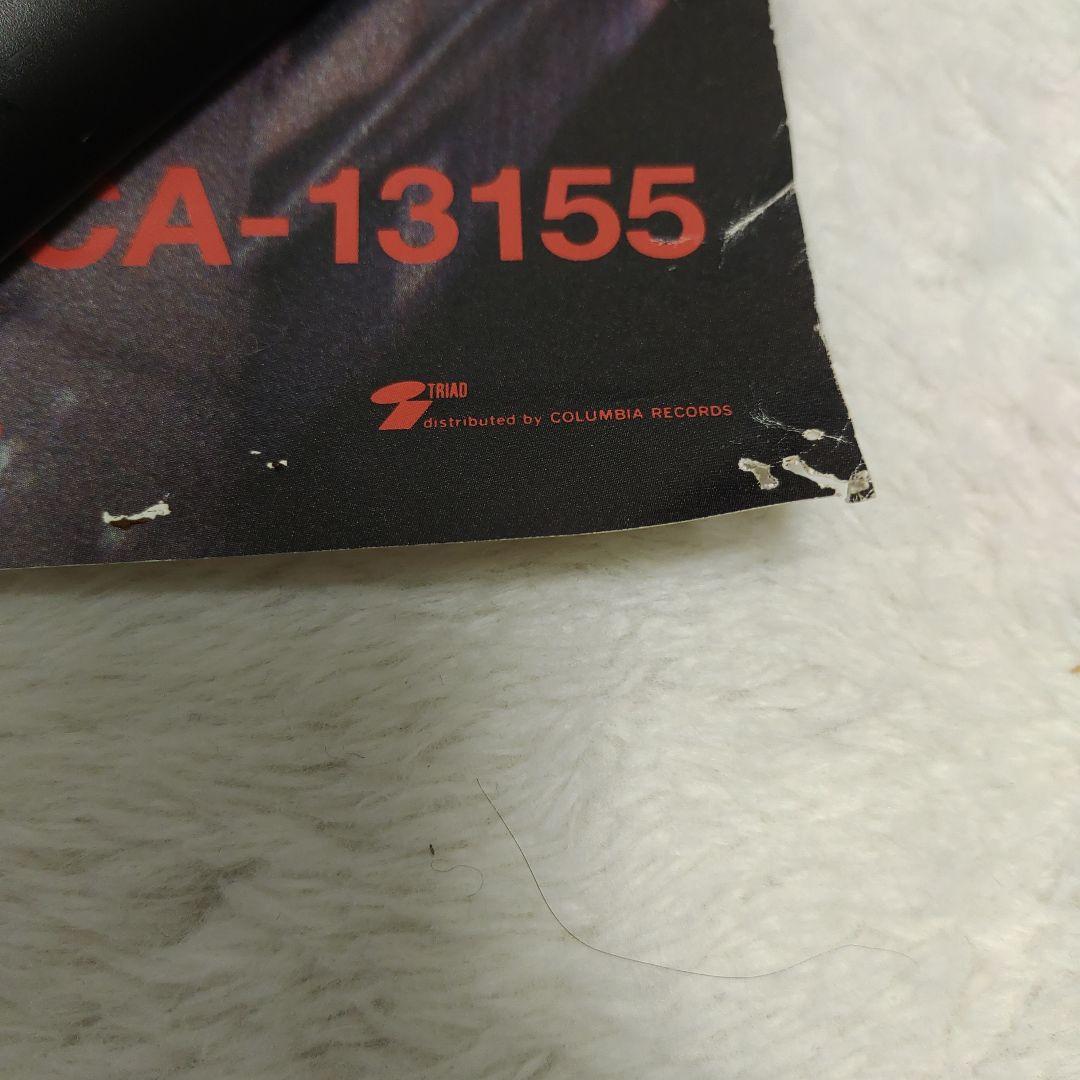 CA-13155
TRIAD
distributed by COLUMBIA RECORDS